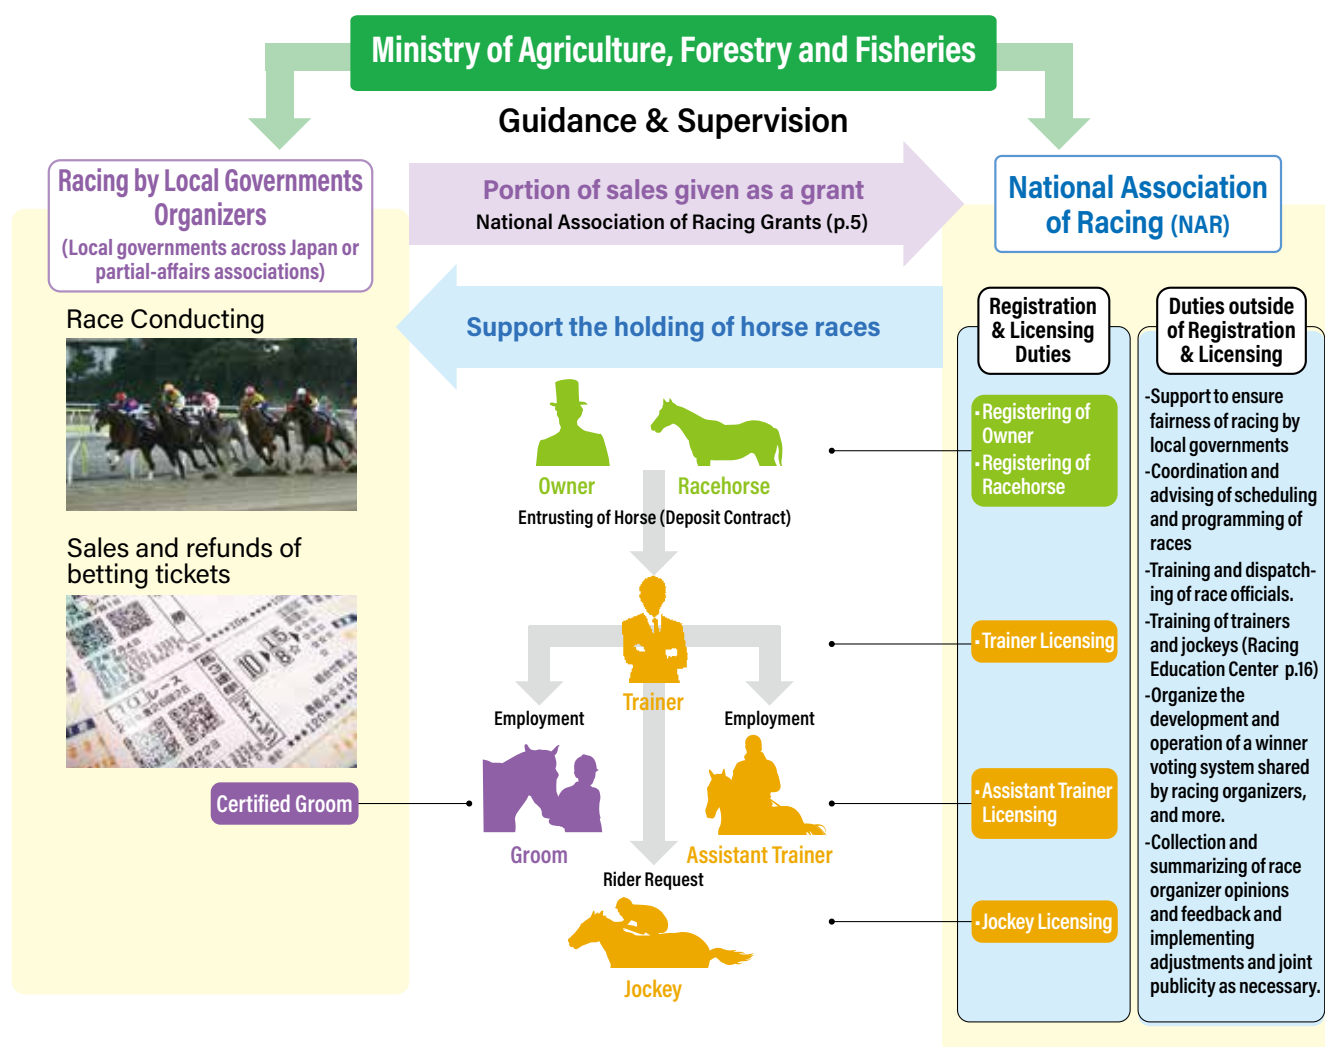 Ministry of Agriculture, Forestry and Fisheries
Guidance & Supervision
Racing by Local Governments
Organizers
(Local governments across Japan or
partial-affairs associations)
Portion of sales given as a grant
National Association of Racing Grants (p.5)
National Association
of Racing (NAR)
Support the holding of horse races
Race Conducting
Sales and refunds of
betting tickets
Certified Groom
Owner
Racehorse
Entrusting of Horse (Deposit Contract)
Trainer
Employment
Employment
Groom
Assistant Trainer
Rider Request
Jockey
Registration
& Licensing
Duties
・Registering of
Owner
・Registering of
Racehorse
・Trainer Licensing
・Assistant Trainer
Licensing
・Jockey Licensing
Duties outside
of Registration
& Licensing
-Support to ensure
fairness of racing by
local governments
-Coordination and
advising of scheduling
and programming of
races
-Training and dispatch-
ing of race officials.
-Training of trainers
and jockeys (Racing
Education Center p.16)
-Organize the
development and
operation of a winner
voting system shared
by racing organizers,
and more.
-Collection and
summarizing of race
organizer opinions
and feedback and
implementing
adjustments and joint
publicity as necessary.